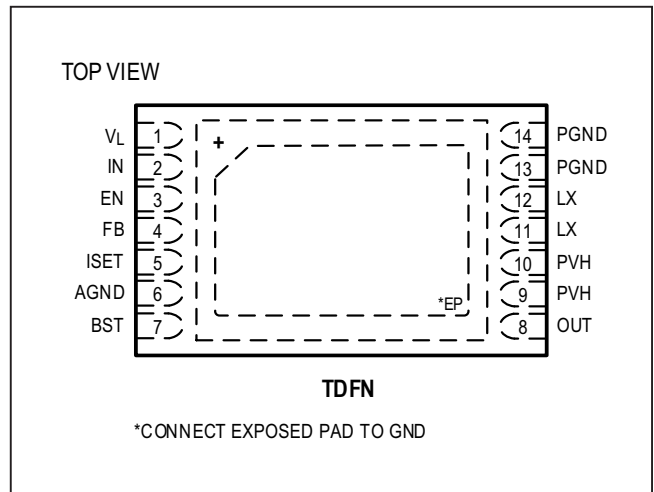 TOP VIEW
VL 1 + 14 PGND
IN 2 13 PGND
EN 3 12 LX
FB 4 11 LX
ISET 5 10 PVH
AGND 6 *EP 9 PVH
BST 7 8 OUT
TDFN
*CONNECT EXPOSED PAD TO GND